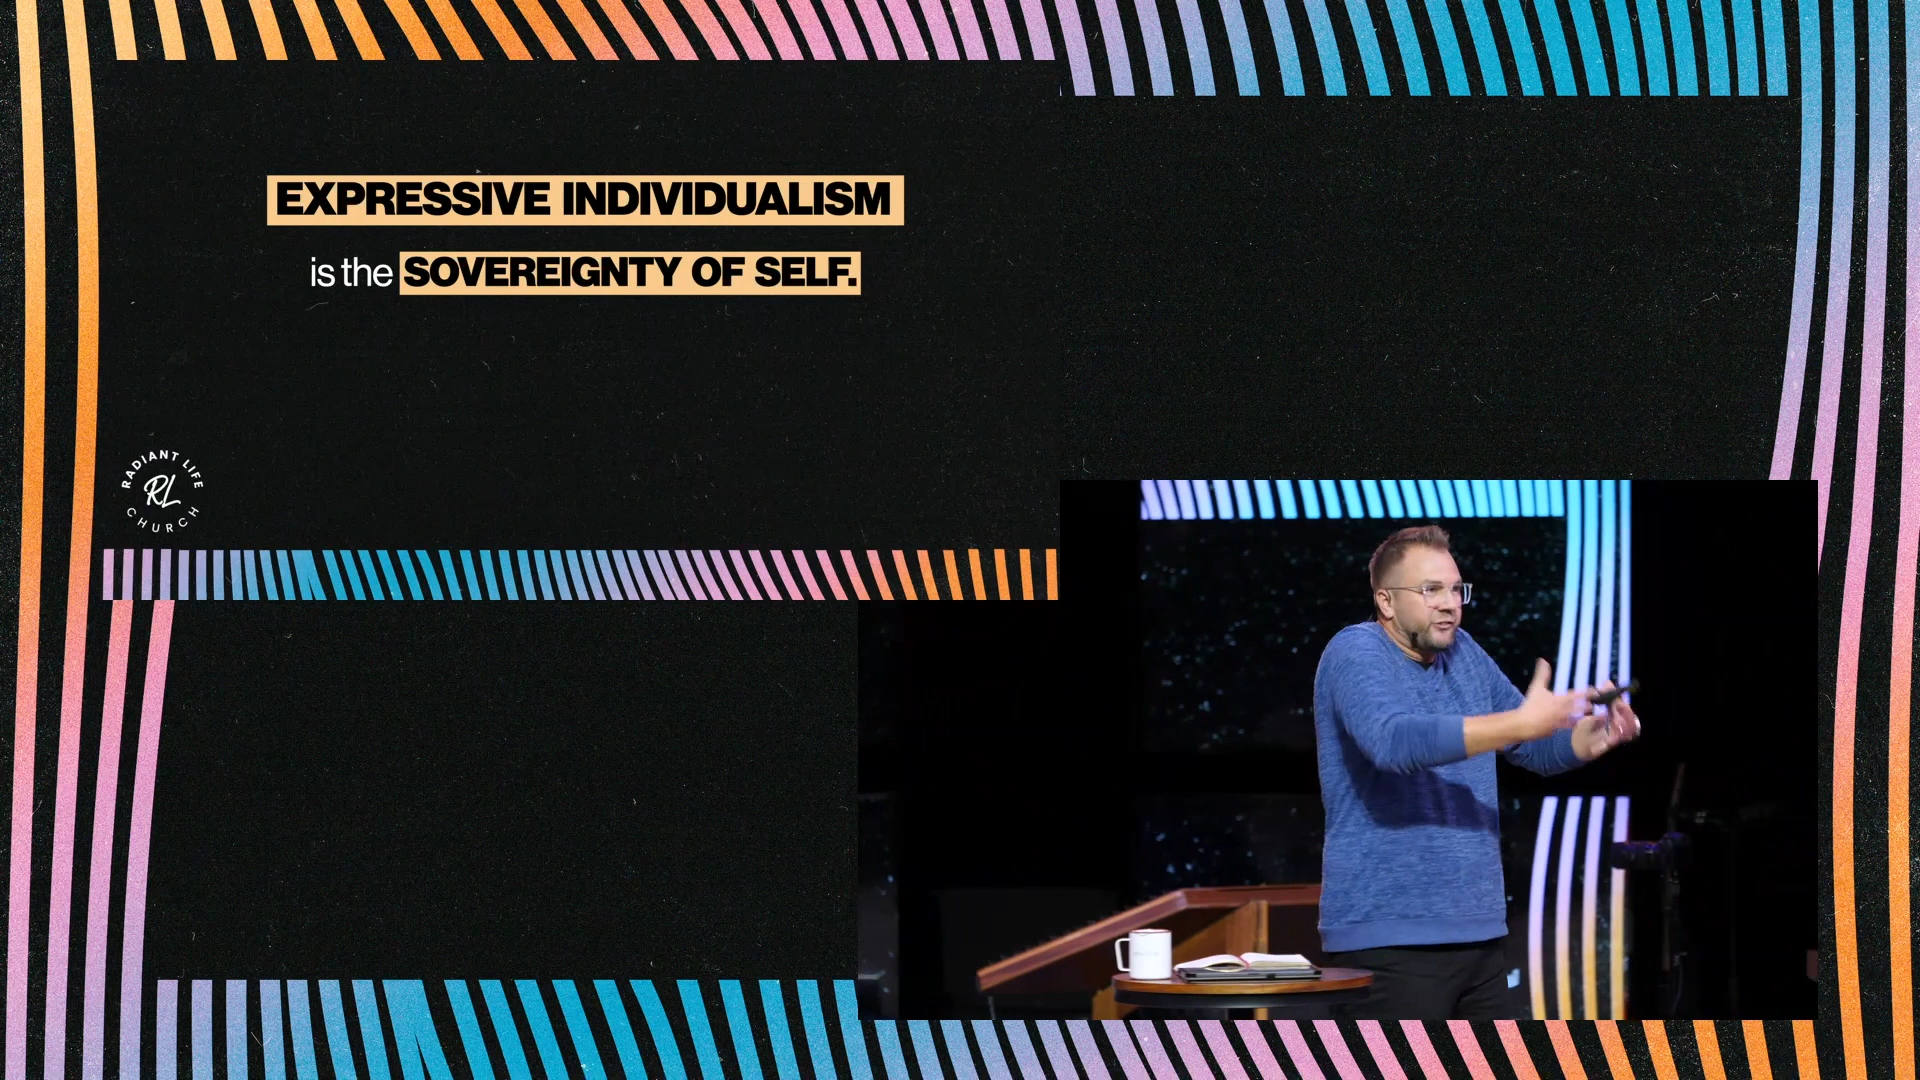 EXPRESSIVE INDIVIDUALISM
is the SOVEREIGNTY OF SELF.
RADIANT LIFE
RL
CHURCH